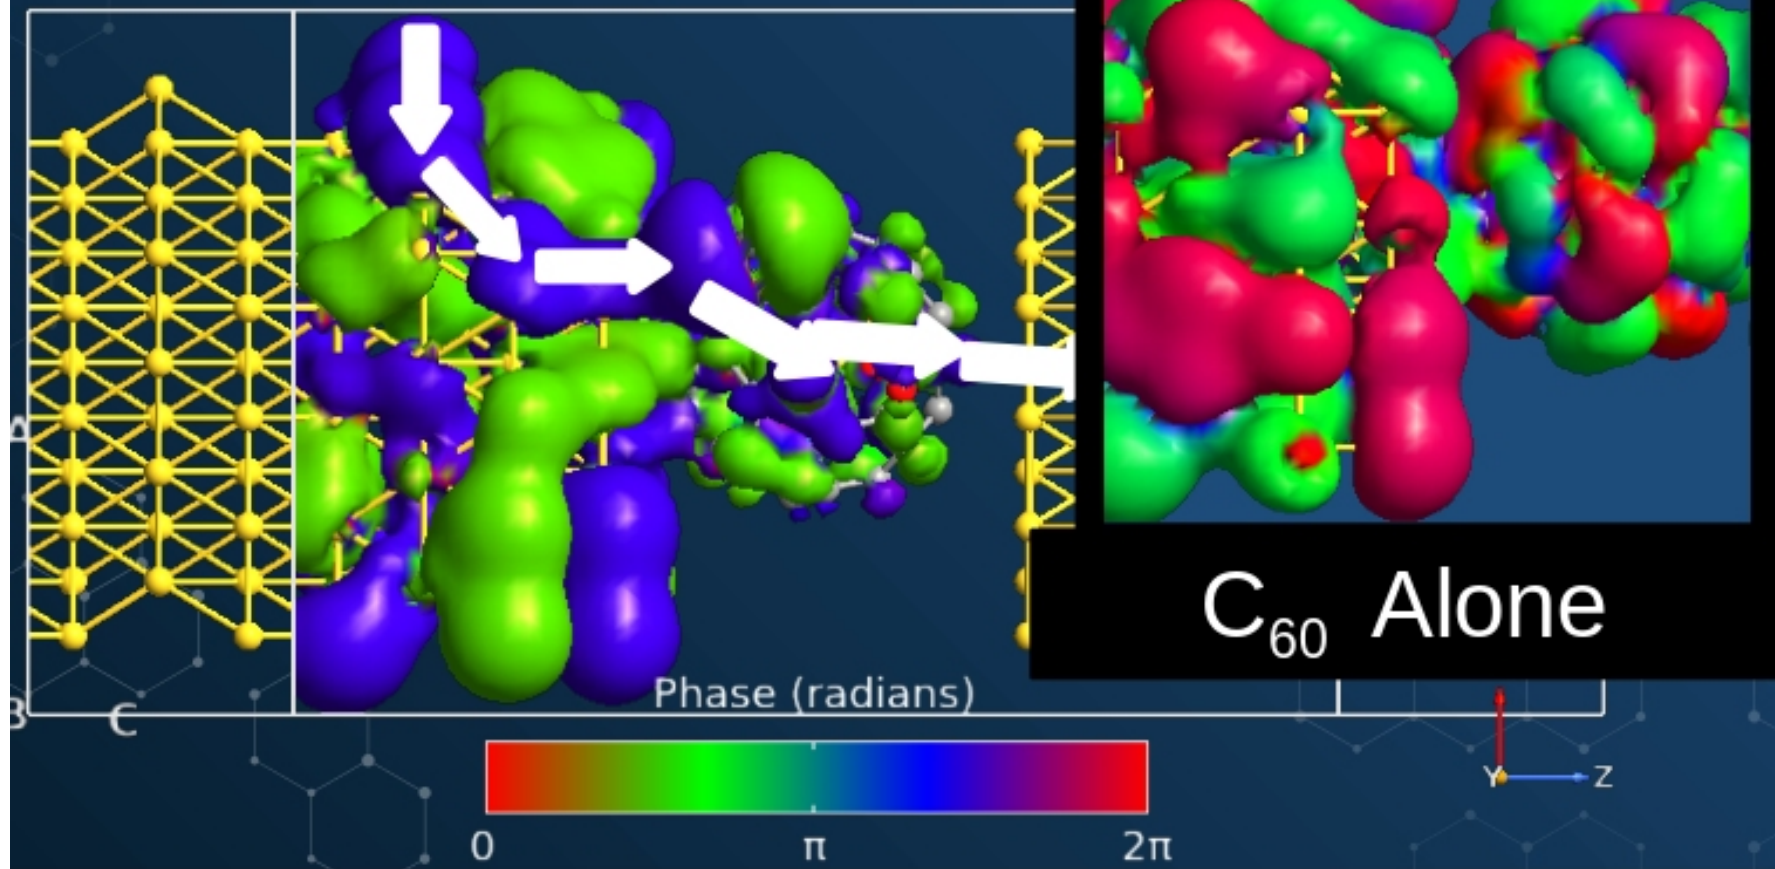 C₆₀ Alone
A
B
C
Phase (radians)
Y Z
0 π 2π